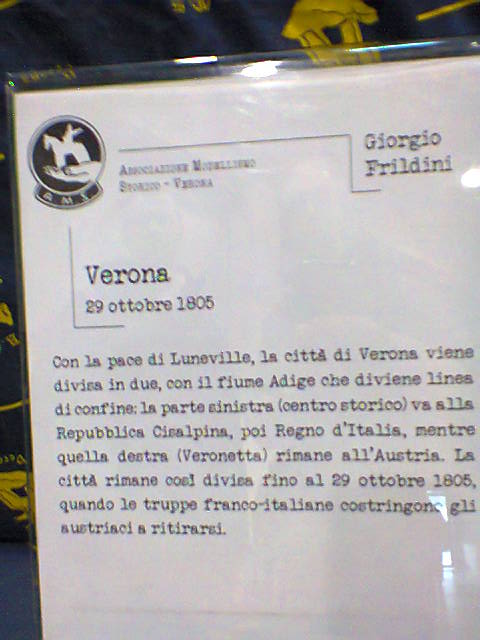 Giorgio
Frildini
Associazione Modellismo
Storico - Verona
AMS
Verona
29 ottobre 1805
Con la pace di Luneville, la città di Verona viene
divisa in due, con il fiume Adige che diviene linea
di confine: la parte sinistra (centro storico) va alla
Repubblica Cisalpina, poi Regno d'Italia, mentre
quella destra (Veronetta) rimane all'Austria. La
città rimane così divisa fino al 29 ottobre 1805,
quando le truppe franco-italiane costringono gli
austriaci a ritirarsi.